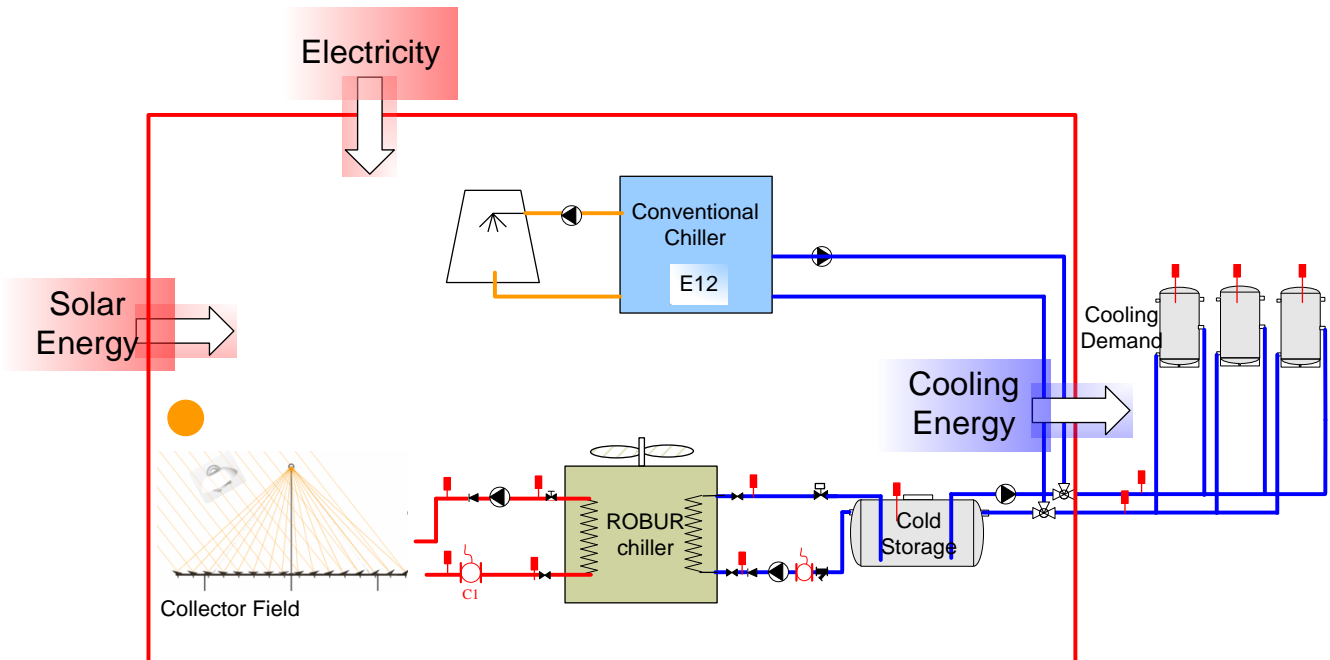 Electricity
Conventional
Chiller
E12
Solar
Energy
Cooling
Demand
Cooling
Energy
ROBUR
chiller
Cold
Storage
C1
Collector Field